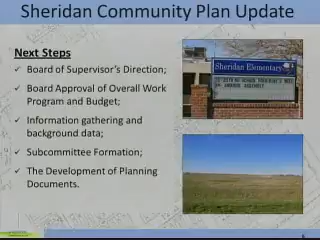 Sheridan Community Plan Update
Next Steps
Board of Supervisor's Direction;
Board Approval of Overall Work
Program and Budget;
Information gathering and
background data;
Subcommittee Formation;
The Development of Planning
Documents.
Sheridan Elementary
6